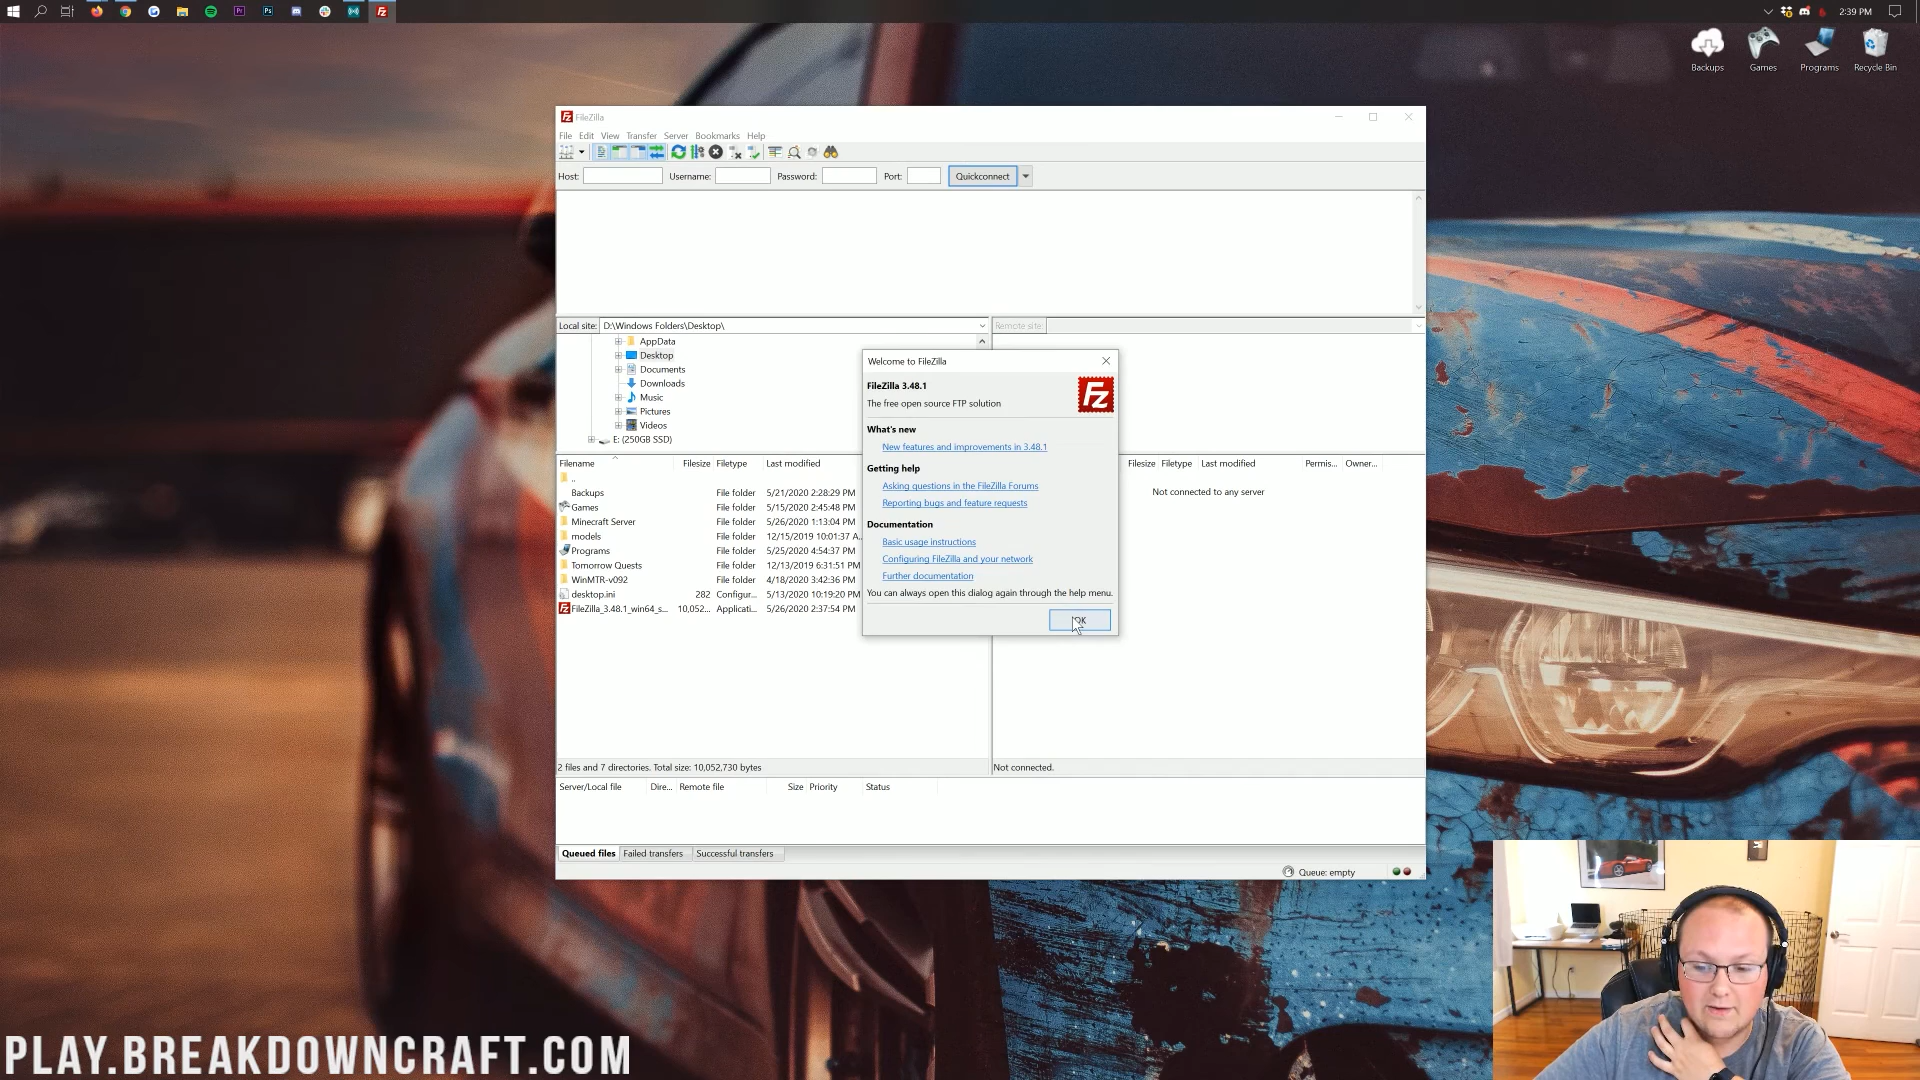 2:39 PM
Backups Games Programs Recycle Bin
FileZilla
File Edit View Transfer Server Bookmarks Help
Host: Username: Password: Port: Quickconnect
Local site: D:\Windows Folders\Desktop\ Remote site:
AppData
Desktop
Documents
Downloads
Music
Pictures
Videos
E: (250GB SSD)
Filename Filesize Filetype Last modified
..
Backups File folder 5/21/2020 2:28:29 PM
Games File folder 5/15/2020 2:45:48 PM
Minecraft Server File folder 5/26/2020 1:13:04 PM
models File folder 12/15/2019 10:01:37 A...
Programs File folder 5/25/2020 4:54:37 PM
Tomorrow Quests File folder 12/13/2019 6:31:51 PM
WinMTR-v092 File folder 4/18/2020 3:42:36 PM
desktop.ini 282 Configur... 5/13/2020 10:19:20 PM
FileZilla_3.48.1_win64_s... 10,052... Applicati... 5/26/2020 2:37:54 PM
2 files and 7 directories. Total size: 10,052,730 bytes
Welcome to FileZilla
FileZilla 3.48.1
The free open source FTP solution
What's new
New features and improvements in 3.48.1
Getting help
Asking questions in the FileZilla Forums
Reporting bugs and feature requests
Documentation
Basic usage instructions
Configuring FileZilla and your network
Further documentation
You can always open this dialog again through the help menu.
OK
Filesize Filetype Last modified Permis... Owner...
Not connected to any server
Not connected.
Server/Local file Dire... Remote file Size Priority Status
Queued files Failed transfers Successful transfers
Queue: empty
PLAY.BREAKDOWNCRAFT.COM